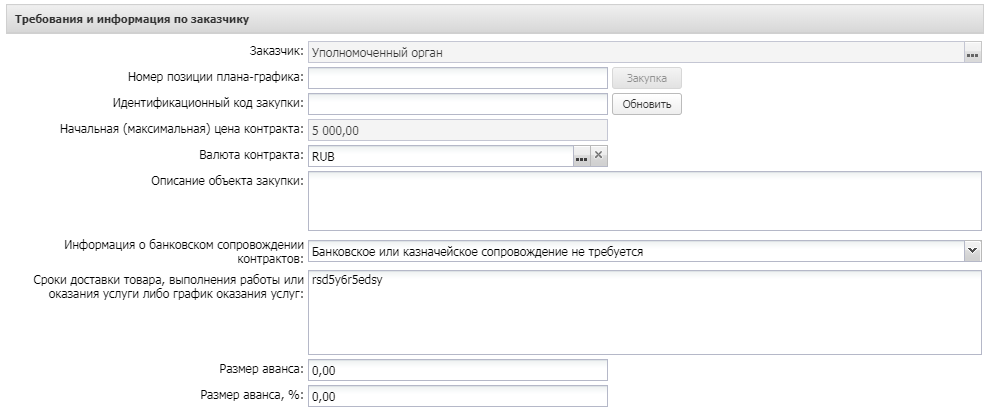 Требования и информация по заказчику
Заказчик: Уполномоченный орган ...
Номер позиции плана-графика: Закупка
Идентификационный код закупки: Обновить
Начальная (максимальная) цена контракта: 5 000,00
Валюта контракта: RUB ... ×
Описание объекта закупки:
Информация о банковском сопровождении
контрактов: Банковское или казначейское сопровождение не требуется
Сроки доставки товара, выполнения работы или rsd5y6r5edsy
оказания услуги либо график оказания услуг:
Размер аванса: 0,00
Размер аванса, %: 0,00